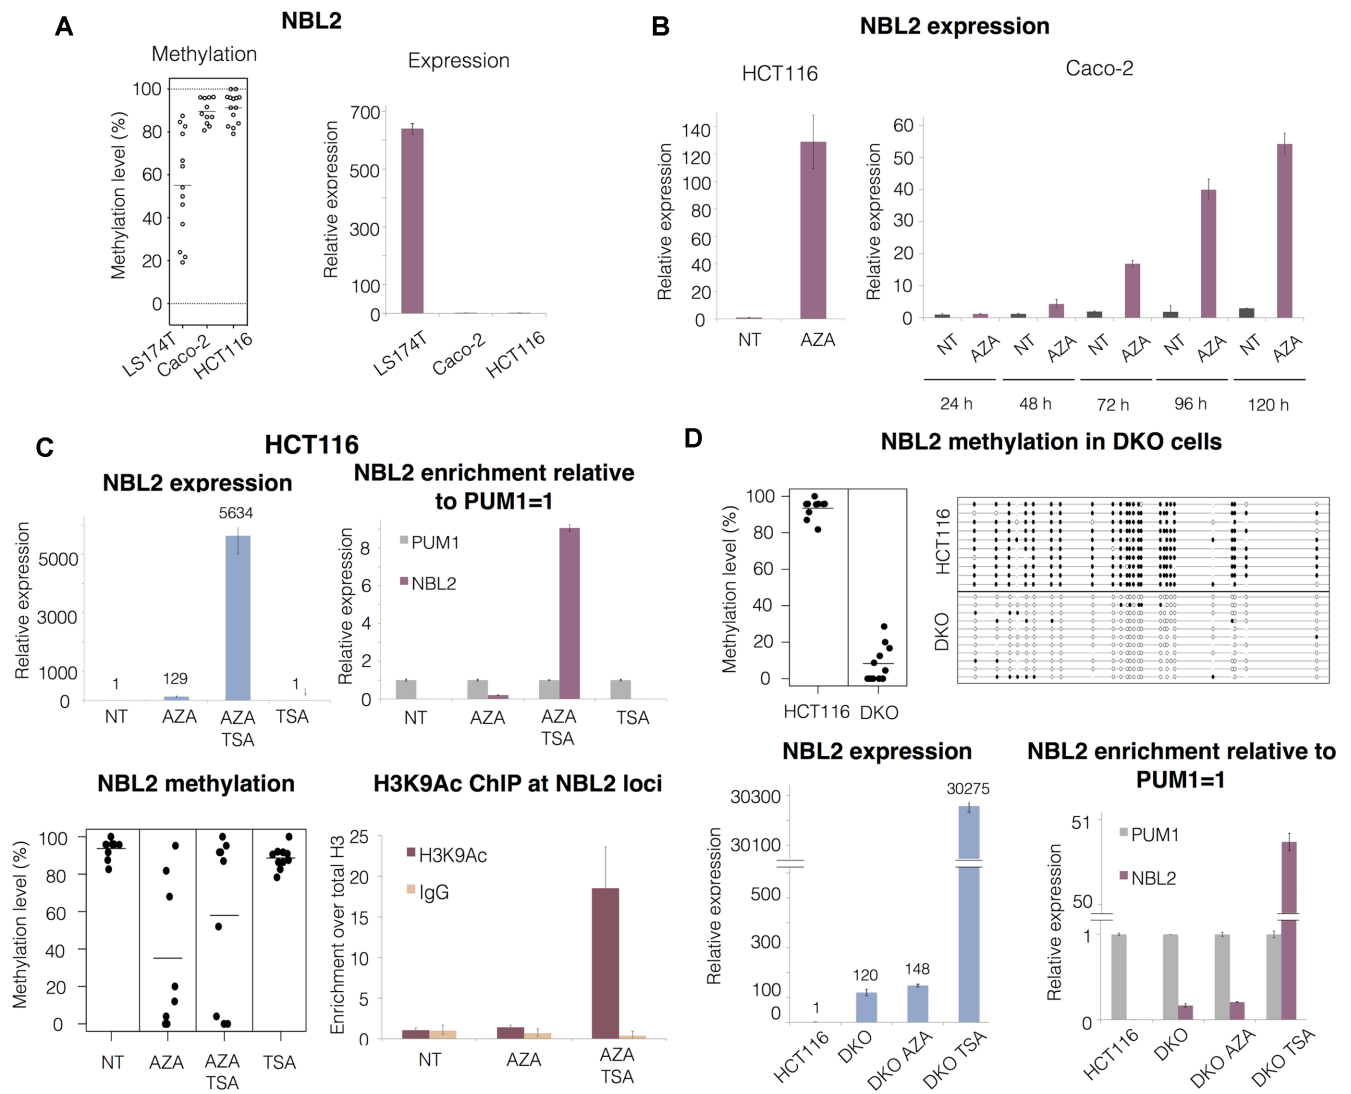 A
NBL2
Methylation
Methylation level (%)
100
80
60
40
20
0
LS174T
Caco-2
HCT116
Expression
Relative expression
700
500
300
100
0
LS174T
Caco-2
HCT116
B
NBL2 expression
HCT116
Relative expression
140
120
100
80
60
40
20
0
NT
AZA
Caco-2
Relative expression
60
50
40
30
20
10
0
NT AZA NT AZA NT AZA NT AZA NT AZA
24 h 48 h 72 h 96 h 120 h
C
HCT116
NBL2 expression
Relative expression
5000
3000
1000
0
1
129
5634
1
NT AZA AZA TSA
TSA
NBL2 enrichment relative
to PUM1=1
Relative expression
8
6
4
2
0
PUM1
NBL2
NT AZA AZA TSA
TSA
NBL2 methylation
Methylation level (%)
100
80
60
40
20
0
NT AZA AZA TSA
TSA
H3K9Ac ChIP at NBL2 loci
Enrichment over total H3
25
20
15
10
5
0
H3K9Ac
IgG
NT AZA AZA
TSA
D
NBL2 methylation in DKO cells
Methylation level (%)
100
80
60
40
20
0
HCT116 DKO
HCT116
DKO
NBL2 expression
Relative expression
30300
30100
500
300
100
0
1
120
148
30275
HCT116
DKO
DKO AZA
DKO TSA
NBL2 enrichment relative to
PUM1=1
Relative expression
51
50
1
0
PUM1
NBL2
HCT116
DKO
DKO AZA
DKO TSA